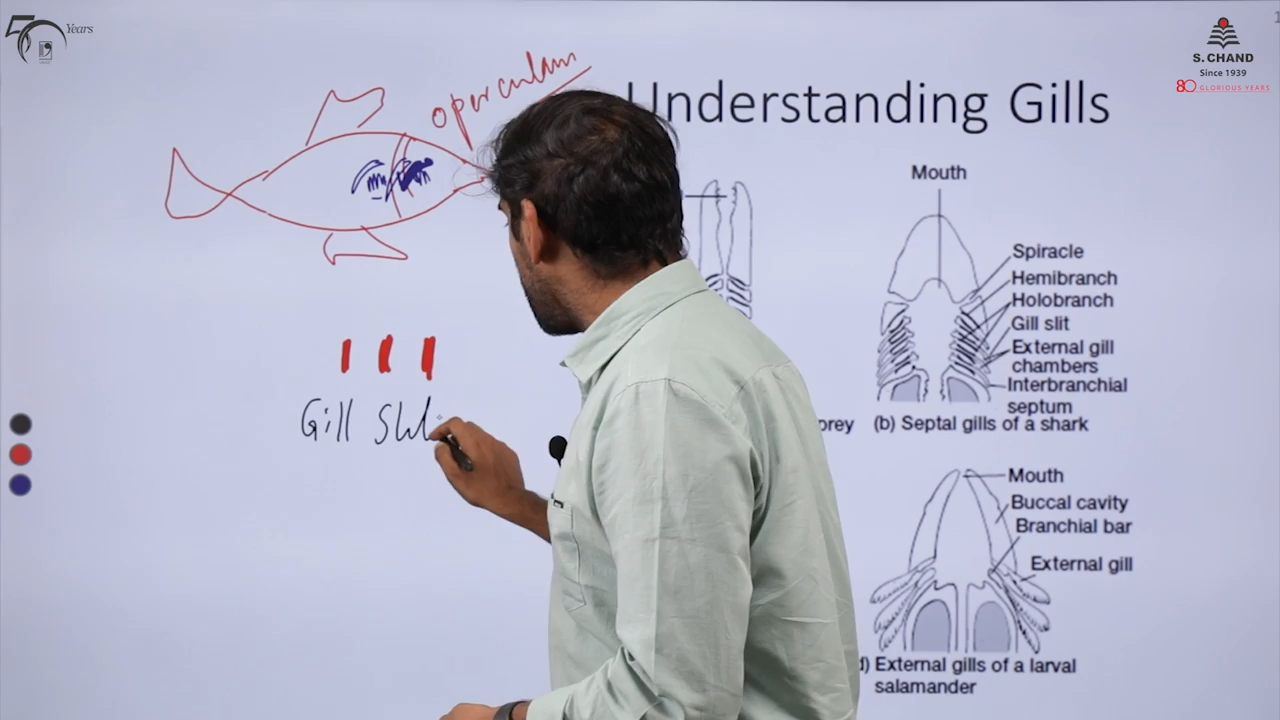 50 Years
S. CHAND
Since 1939
80 GLORIOUS YEARS
operculum
Understanding Gills
Mouth
Spiracle
Hemibranch
Holobranch
Gill slit
External gill
chambers
Interbranchial
septum
(b) Septal gills of a shark
Gill Slit
Mouth
Buccal cavity
Branchial bar
External gill
d) External gills of a larval
salamander